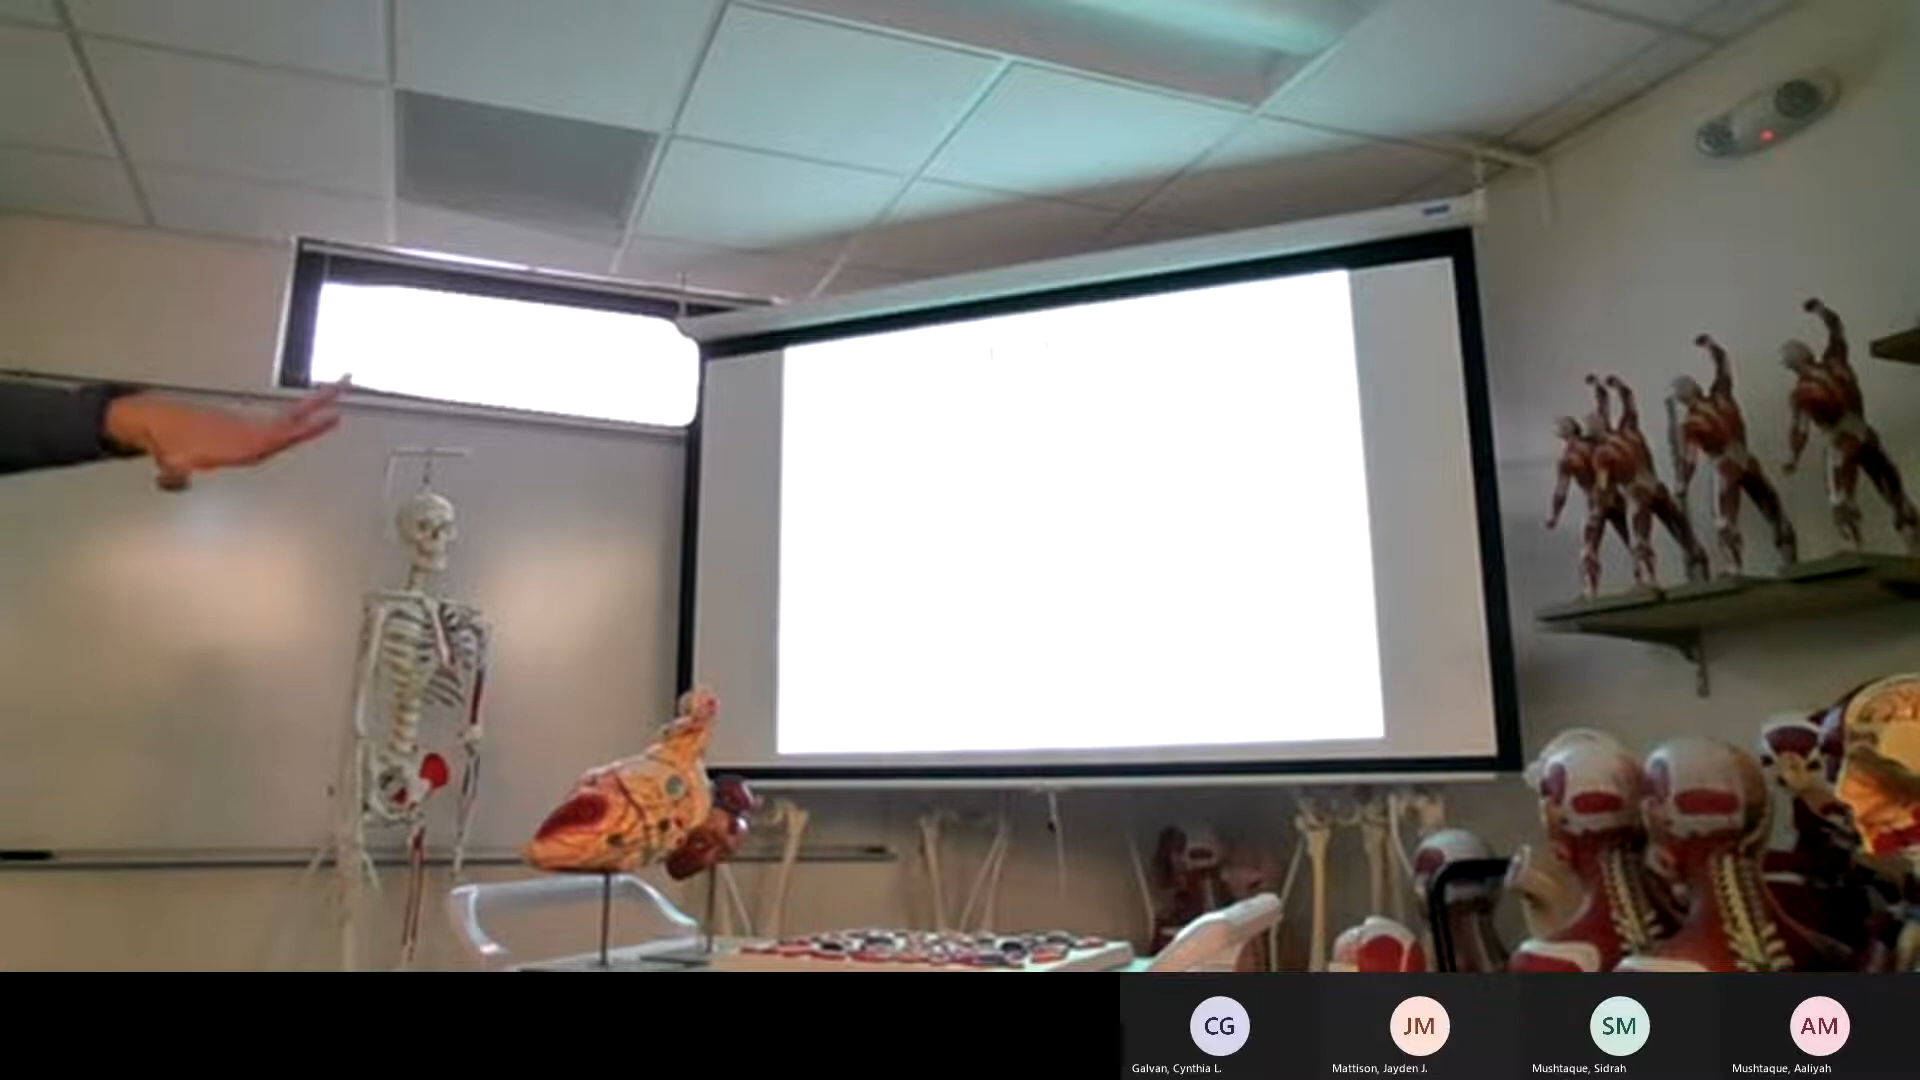 CG
JM
SM
AM
Galvan, Cynthia L.
Mattison, Jayden J.
Mushtaque, Sidrah
Mushtaque, Aaliyah